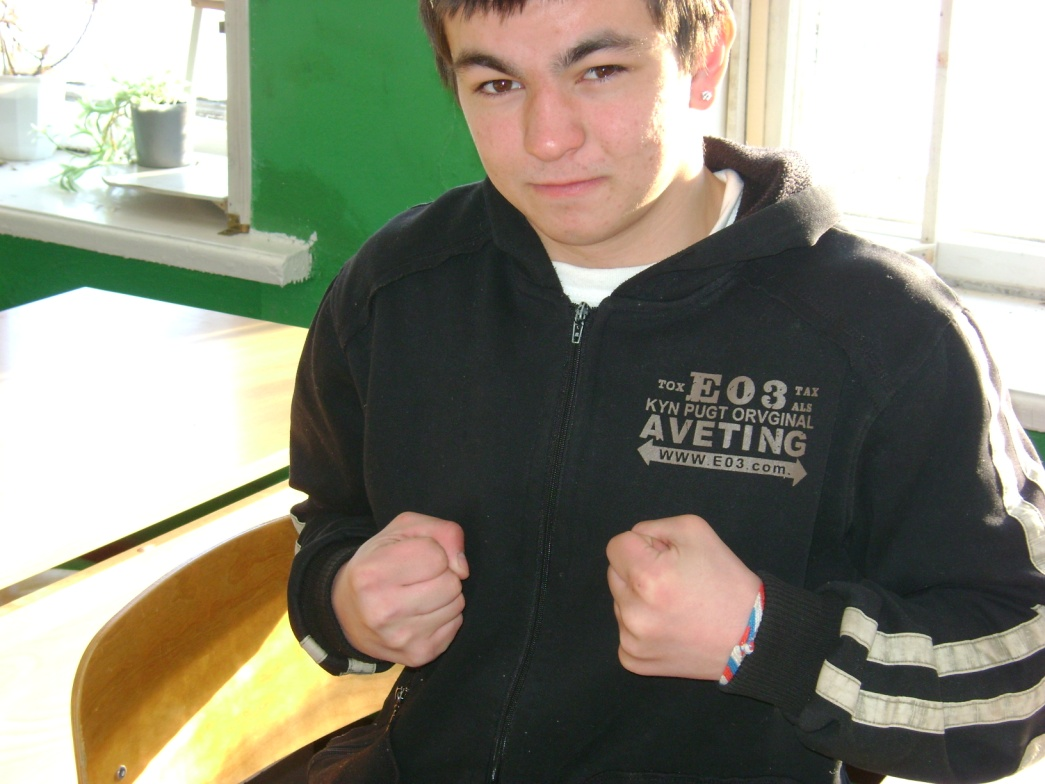 TOX E03 TAX
ALS
KYN PUGT ORVGINAL
AVETING
WWW.E03.com.